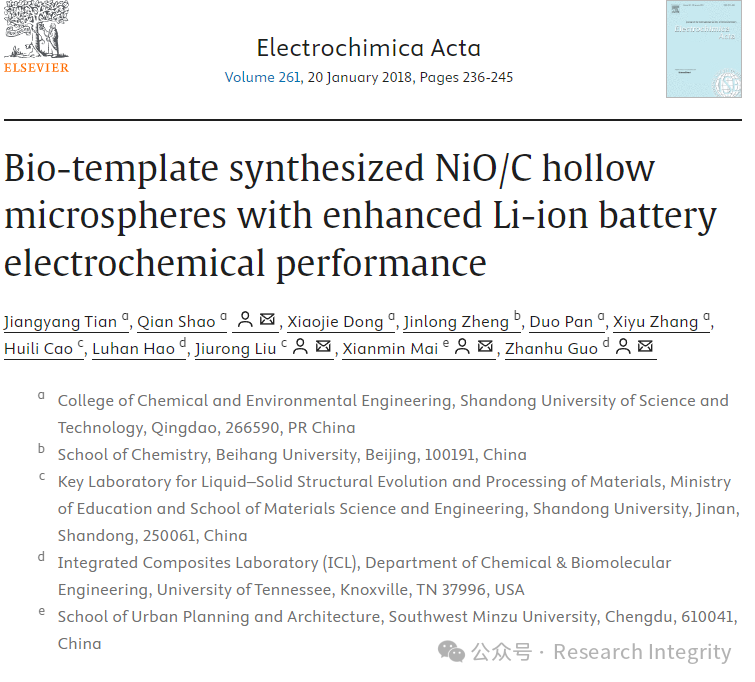 ELSEVIER
Electrochimica Acta
Volume 261, 20 January 2018, Pages 236-245
Electrochimica
Acta
Bio-template synthesized NiO/C hollow
microspheres with enhanced Li-ion battery
electrochemical performance
Jiangyang Tian a, Qian Shao a, Xiaojie Dong a, Jinlong Zheng b, Duo Pan a, Xiyu Zhang a,
Huili Cao c, Luhan Hao d, Jiurong Liu c, Xianmin Mai e, Zhanhu Guo d
a College of Chemical and Environmental Engineering, Shandong University of Science and
Technology, Qingdao, 266590, PR China
b School of Chemistry, Beihang University, Beijing, 100191, China
c Key Laboratory for Liquid–Solid Structural Evolution and Processing of Materials, Ministry
of Education and School of Materials Science and Engineering, Shandong University, Jinan,
Shandong, 250061, China
d Integrated Composites Laboratory (ICL), Department of Chemical & Biomolecular
Engineering, University of Tennessee, Knoxville, TN 37996, USA
e School of Urban Planning and Architecture, Southwest Minzu University, Chengdu, 610041,
China
公众号 · Research Integrity